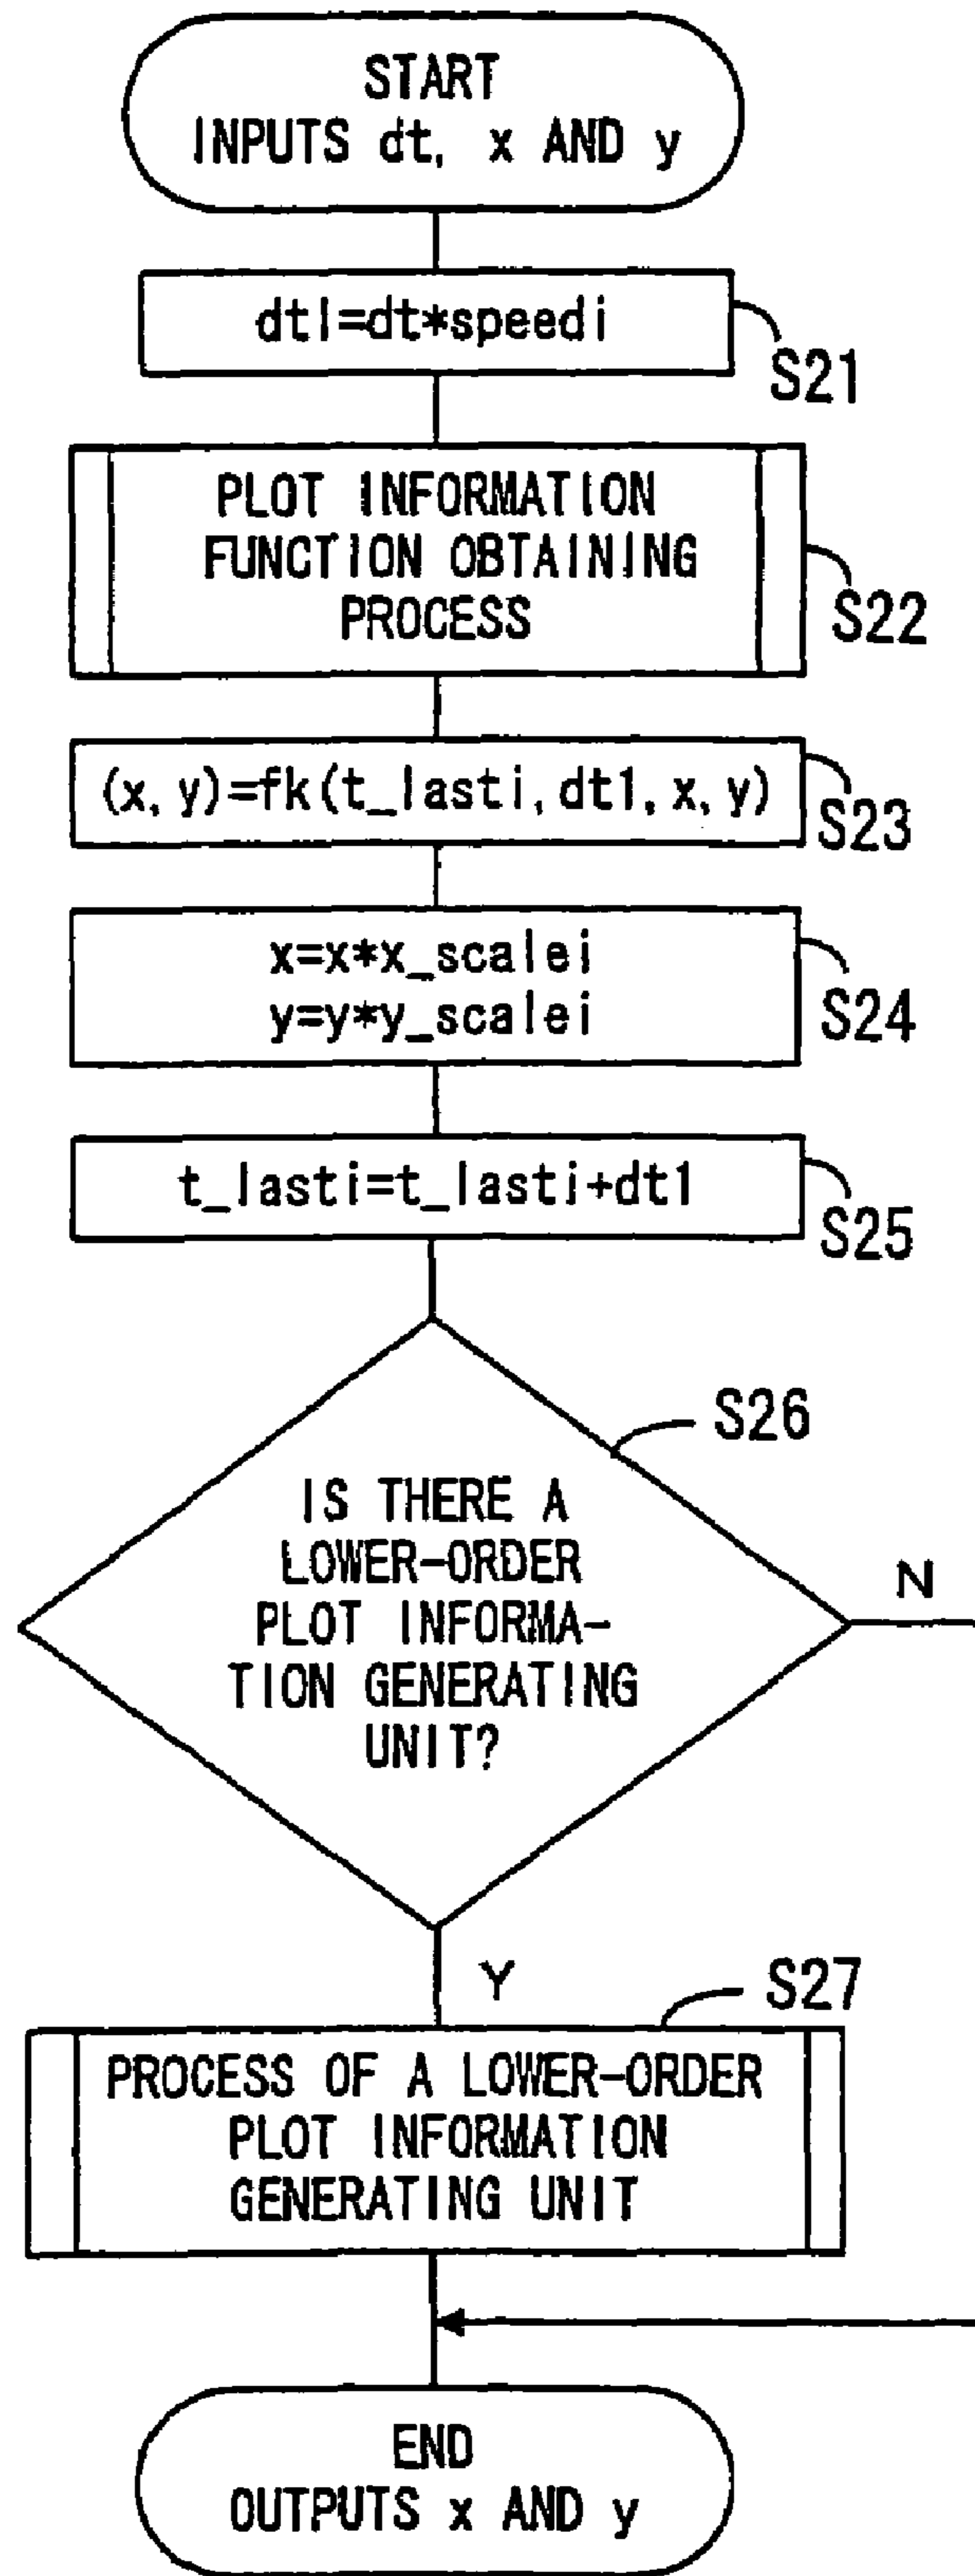 START
INPUTS dt, x AND y
dt1=dt*speedi
S21
PLOT INFORMATION
FUNCTION OBTAINING
PROCESS
S22
(x, y)=fk(t_lasti, dt1, x, y)
S23
x=x*x_scalei
y=y*y_scalei
S24
t_lasti=t_lasti+dt1
S25
S26
IS THERE A
LOWER-ORDER
PLOT INFORMA-
TION GENERATING
UNIT?
N
Y
S27
PROCESS OF A LOWER-ORDER
PLOT INFORMATION
GENERATING UNIT
END
OUTPUTS x AND y